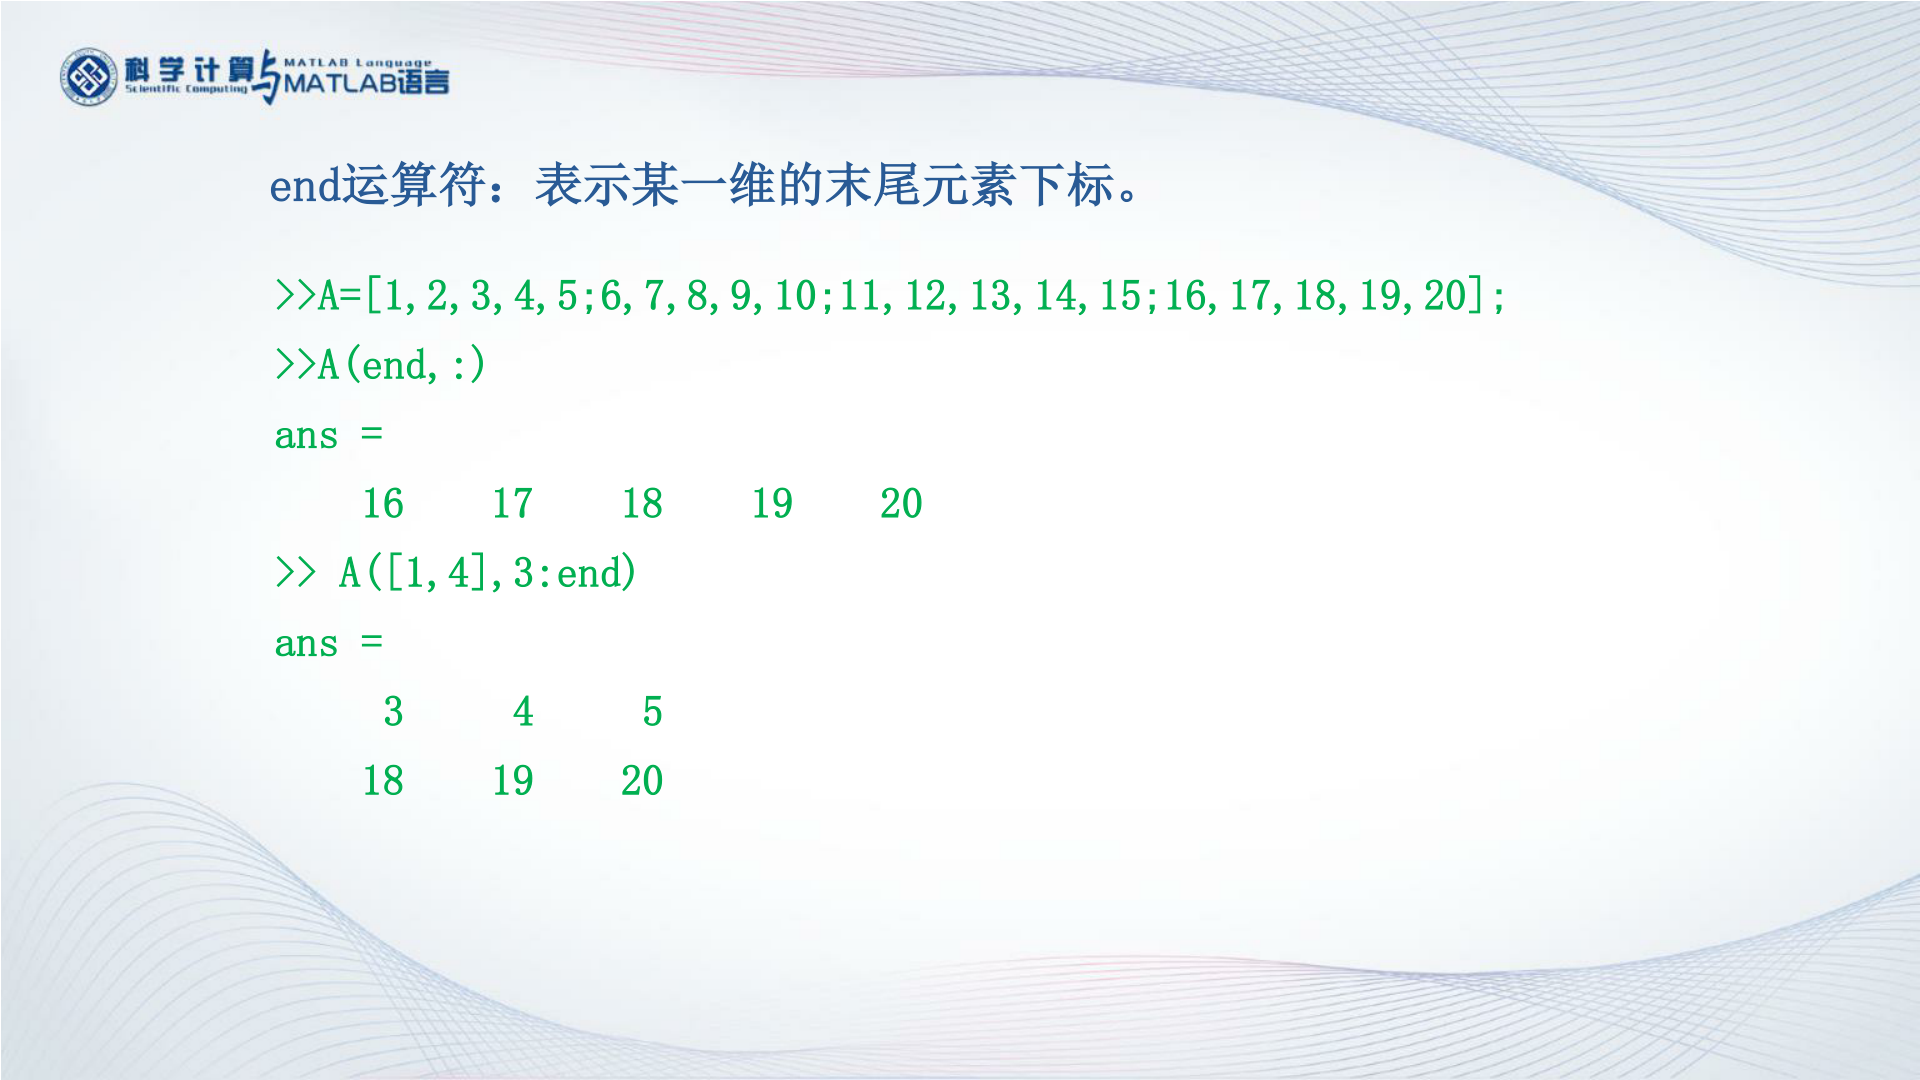 科学计算与MATLAB语言
Scientific Computing MATLAB Language
end运算符：表示某一维的末尾元素下标。
>>A=[1,2,3,4,5;6,7,8,9,10;11,12,13,14,15;16,17,18,19,20];
>>A(end,:)
ans =
16 17 18 19 20
>> A([1,4],3:end)
ans =
3 4 5
18 19 20